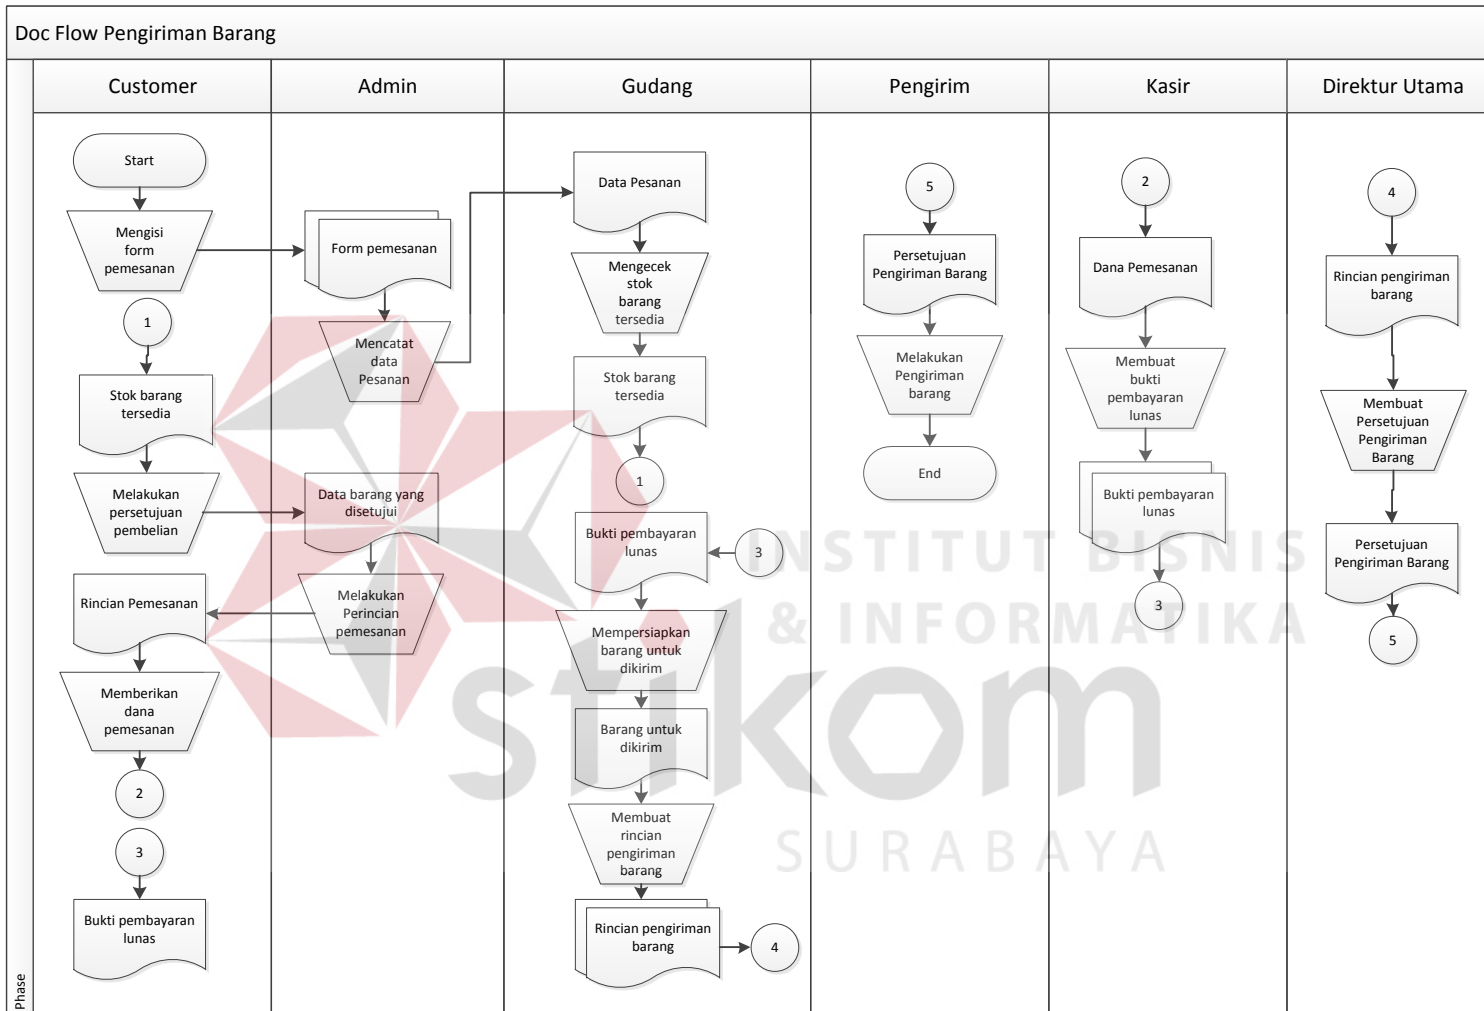 Doc Flow Pengiriman Barang
Phase
Customer
Admin
Gudang
Pengirim
Kasir
Direktur Utama
Start
Mengisi
form
pemesanan
1
Stok barang
tersedia
Melakukan
persetujuan
pembelian
Rincian Pemesanan
Memberikan
dana
pemesanan
2
3
Bukti pembayaran
lunas
Form pemesanan
Mencatat
data
Pesanan
Data barang yang
disetujui
Melakukan
Perincian
pemesanan
Data Pesanan
Mengecek
stok
barang
tersedia
Stok barang
tersedia
1
Bukti pembayaran
lunas
3
Mempersiapkan
barang untuk
dikirim
Barang untuk
dikirim
Membuat
rincian
pengiriman
barang
Rincian pengiriman
barang
4
5
Persetujuan
Pengiriman Barang
Melakukan
Pengiriman
barang
End
2
Dana Pemesanan
Membuat
bukti
pembayaran
lunas
Bukti pembayaran
lunas
3
4
Rincian pengiriman
barang
Membuat
Persetujuan
Pengiriman
Barang
Persetujuan
Pengiriman Barang
5
INSTITUT BISNIS
& INFORMATIKA
stikom
SURABAYA